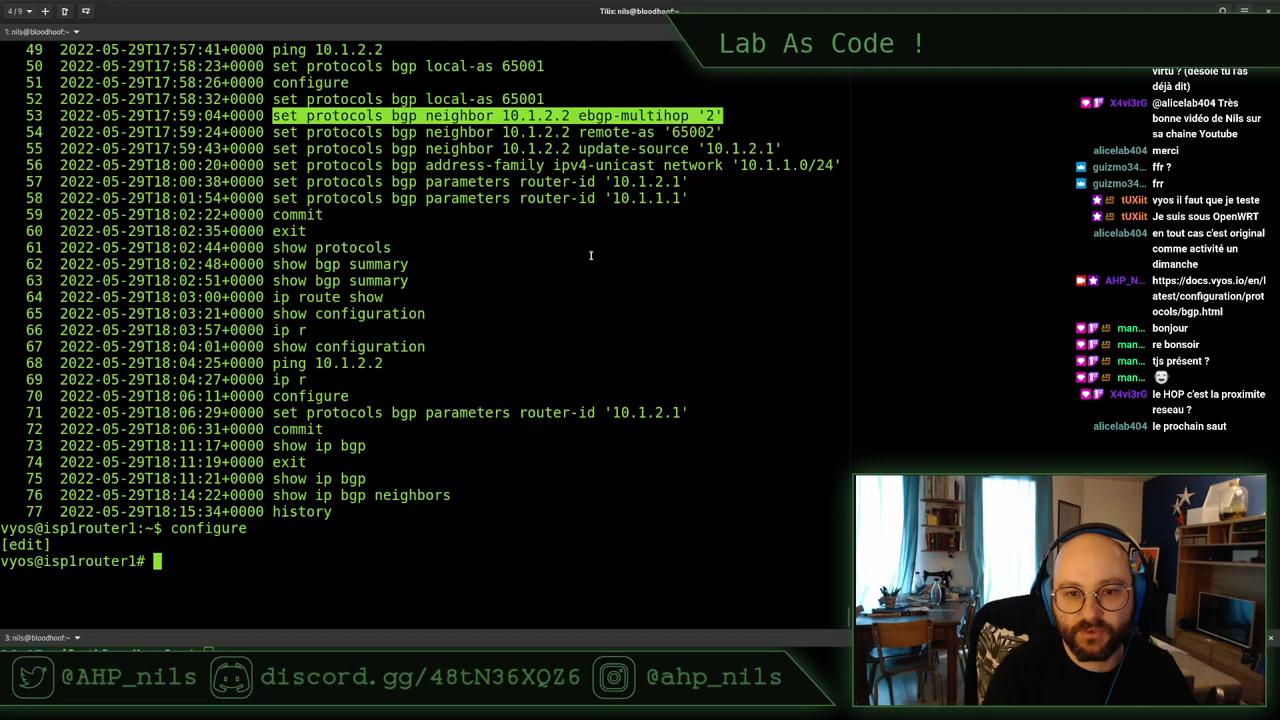 4 / 9
Tilix: nils@bloodhoof:~
1: nils@bloodhoof:~
Lab As Code !
49 2022-05-29T17:57:41+0000 ping 10.1.2.2
50 2022-05-29T17:58:23+0000 set protocols bgp local-as 65001
51 2022-05-29T17:58:26+0000 configure
52 2022-05-29T17:58:32+0000 set protocols bgp local-as 65001
53 2022-05-29T17:59:04+0000 set protocols bgp neighbor 10.1.2.2 ebgp-multihop '2'
54 2022-05-29T17:59:24+0000 set protocols bgp neighbor 10.1.2.2 remote-as '65002'
55 2022-05-29T17:59:43+0000 set protocols bgp neighbor 10.1.2.2 update-source '10.1.2.1'
56 2022-05-29T18:00:20+0000 set protocols bgp address-family ipv4-unicast network '10.1.1.0/24'
57 2022-05-29T18:00:38+0000 set protocols bgp parameters router-id '10.1.2.1'
58 2022-05-29T18:01:54+0000 set protocols bgp parameters router-id '10.1.1.1'
59 2022-05-29T18:02:22+0000 commit
60 2022-05-29T18:02:35+0000 exit
61 2022-05-29T18:02:44+0000 show protocols
62 2022-05-29T18:02:48+0000 show bgp summary
63 2022-05-29T18:02:51+0000 show bgp summary
64 2022-05-29T18:03:00+0000 ip route show
65 2022-05-29T18:03:21+0000 show configuration
66 2022-05-29T18:03:57+0000 ip r
67 2022-05-29T18:04:01+0000 show configuration
68 2022-05-29T18:04:25+0000 ping 10.1.2.2
69 2022-05-29T18:04:27+0000 ip r
70 2022-05-29T18:06:11+0000 configure
71 2022-05-29T18:06:29+0000 set protocols bgp parameters router-id '10.1.2.1'
72 2022-05-29T18:06:31+0000 commit
73 2022-05-29T18:11:17+0000 show ip bgp
74 2022-05-29T18:11:19+0000 exit
75 2022-05-29T18:11:21+0000 show ip bgp
76 2022-05-29T18:14:22+0000 show ip bgp neighbors
77 2022-05-29T18:15:34+0000 history
vyos@isp1router1:~$ configure
[edit]
vyos@isp1router1#
3: nils@bloodhoof:~
virtu ? (désolé tu l'as
déjà dit)
X4vi3rG @alicelab404 Très
bonne vidéo de Nils sur
sa chaine Youtube
alicelab404 merci
guizmo34... ffr ?
guizmo34... frr
tUXiit vyos il faut que je teste
tUXiit Je suis sous OpenWRT
alicelab404 en tout cas c'est original
comme activité un
dimanche
AHP_N... https://docs.vyos.io/en/l
atest/configuration/prot
ocols/bgp.html
man... bonjour
man... re bonsoir
man... tjs présent ?
man...
X4vi3rG le HOP c'est la proximite
reseau ?
alicelab404 le prochain saut
@AHP_nils discord.gg/48tN36XQZ6 @ahp_nils